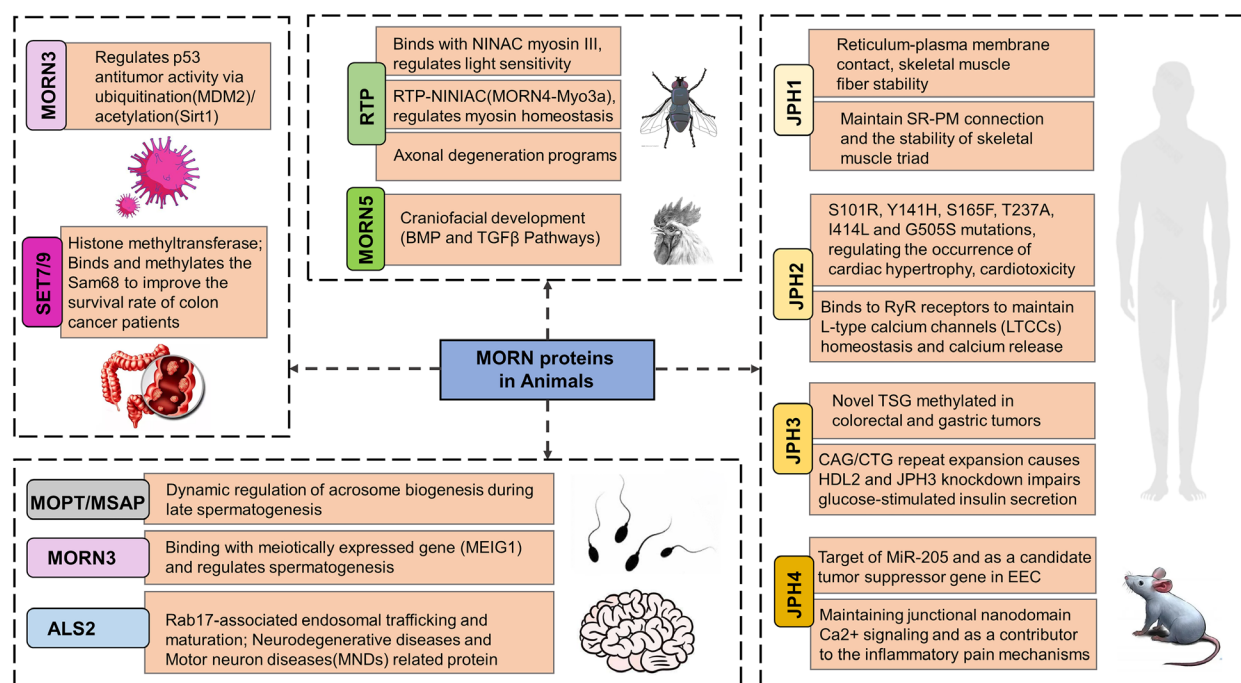 MORN3
Regulates p53
antitumor activity via
ubiquitination(MDM2)/
acetylation(Sirt1)
SET7/9
Histone methyltransferase;
Binds and methylates the
Sam68 to improve the
survival rate of colon
cancer patients
RTP
Binds with NINAC myosin III,
regulates light sensitivity
RTP-NINIAC(MORN4-Myo3a),
regulates myosin homeostasis
Axonal degeneration programs
MORN5
Craniofacial development
(BMP and TGFβ Pathways)
MORN proteins
in Animals
MOPT/MSAP
Dynamic regulation of acrosome biogenesis during
late spermatogenesis
MORN3
Binding with meiotically expressed gene (MEIG1)
and regulates spermatogenesis
ALS2
Rab17-associated endosomal trafficking and
maturation; Neurodegenerative diseases and
Motor neuron diseases(MNDs) related protein
JPH1
Reticulum-plasma membrane
contact, skeletal muscle
fiber stability
Maintain SR-PM connection
and the stability of skeletal
muscle triad
JPH2
S101R, Y141H, S165F, T237A,
I414L and G505S mutations,
regulating the occurrence of
cardiac hypertrophy, cardiotoxicity
Binds to RyR receptors to maintain
L-type calcium channels (LTCCs)
homeostasis and calcium release
JPH3
Novel TSG methylated in
colorectal and gastric tumors
CAG/CTG repeat expansion causes
HDL2 and JPH3 knockdown impairs
glucose-stimulated insulin secretion
JPH4
Target of MiR-205 and as a candidate
tumor suppressor gene in EEC
Maintaining junctional nanodomain
Ca2+ signaling and as a contributor
to the inflammatory pain mechanisms